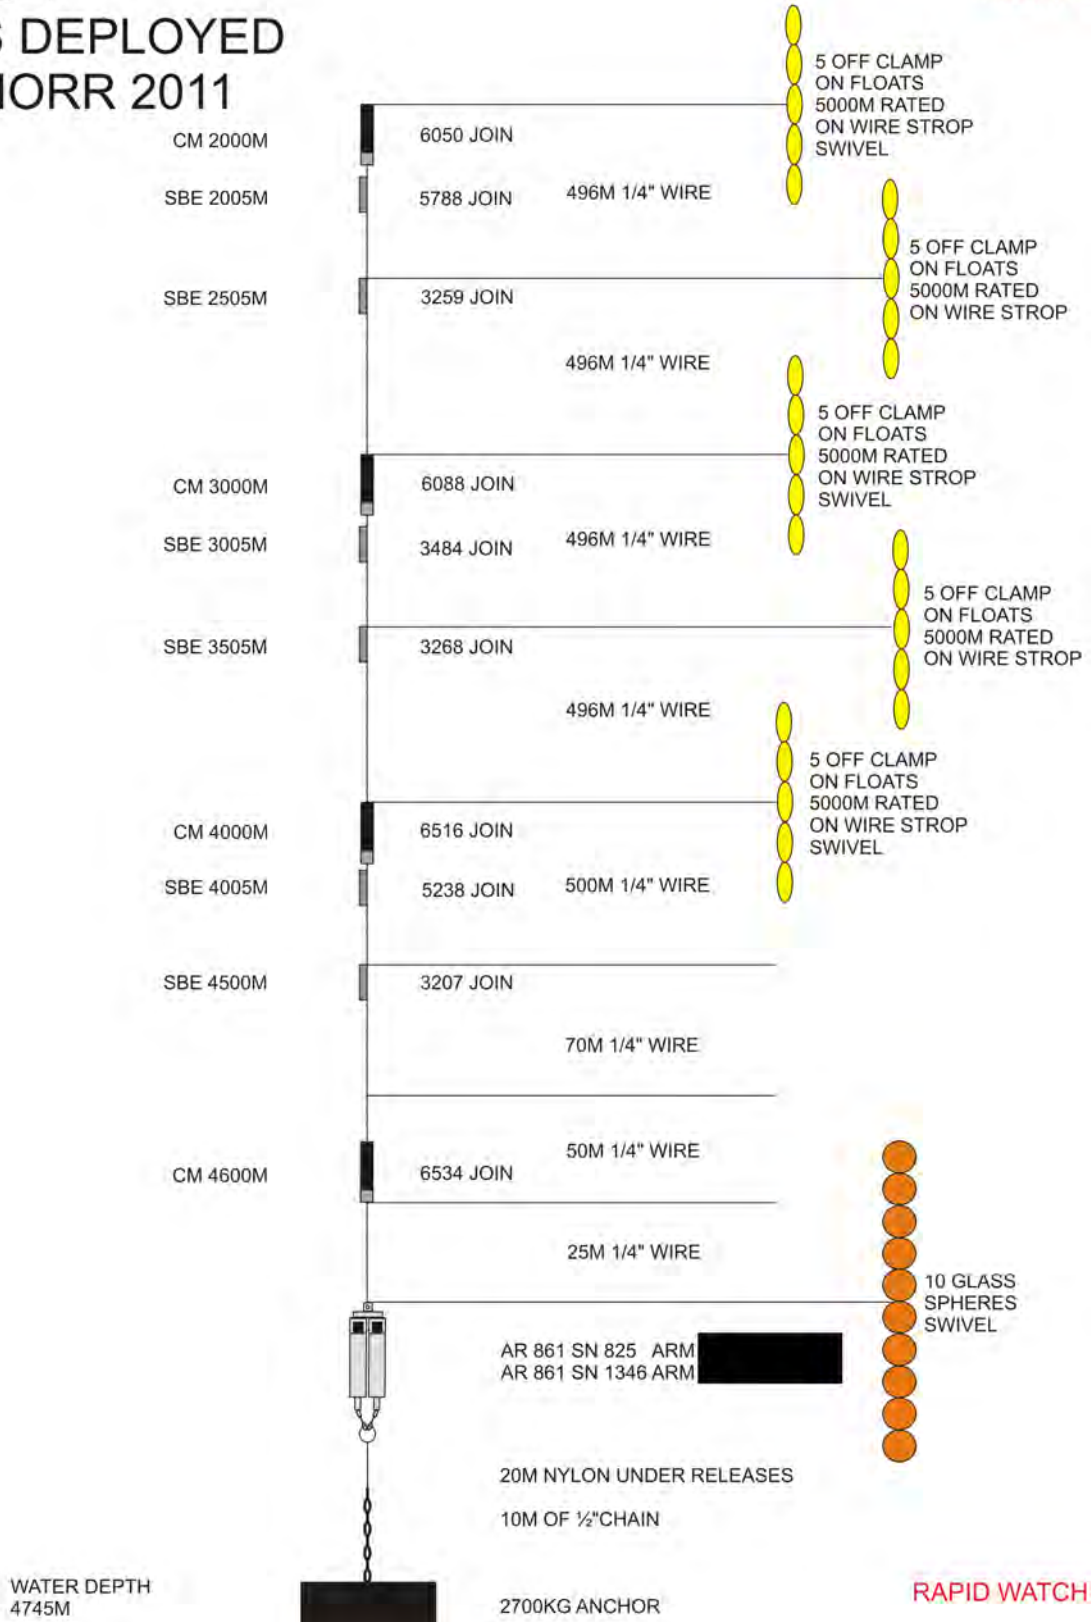 S DEPLOYED
NORR 2011
5 OFF CLAMP
ON FLOATS
5000M RATED
ON WIRE STROP
SWIVEL
CM 2000M
6050 JOIN
SBE 2005M
5788 JOIN
496M 1/4" WIRE
5 OFF CLAMP
ON FLOATS
5000M RATED
ON WIRE STROP
SBE 2505M
3259 JOIN
496M 1/4" WIRE
5 OFF CLAMP
ON FLOATS
5000M RATED
ON WIRE STROP
SWIVEL
CM 3000M
6088 JOIN
SBE 3005M
3484 JOIN
496M 1/4" WIRE
5 OFF CLAMP
ON FLOATS
5000M RATED
ON WIRE STROP
SBE 3505M
3268 JOIN
496M 1/4" WIRE
5 OFF CLAMP
ON FLOATS
5000M RATED
ON WIRE STROP
SWIVEL
CM 4000M
6516 JOIN
SBE 4005M
5238 JOIN
500M 1/4" WIRE
SBE 4500M
3207 JOIN
70M 1/4" WIRE
50M 1/4" WIRE
CM 4600M
6534 JOIN
25M 1/4" WIRE
10 GLASS
SPHERES
SWIVEL
AR 861 SN 825 ARM
AR 861 SN 1346 ARM
20M NYLON UNDER RELEASES
10M OF ½"CHAIN
WATER DEPTH
4745M
2700KG ANCHOR
RAPID WATCH